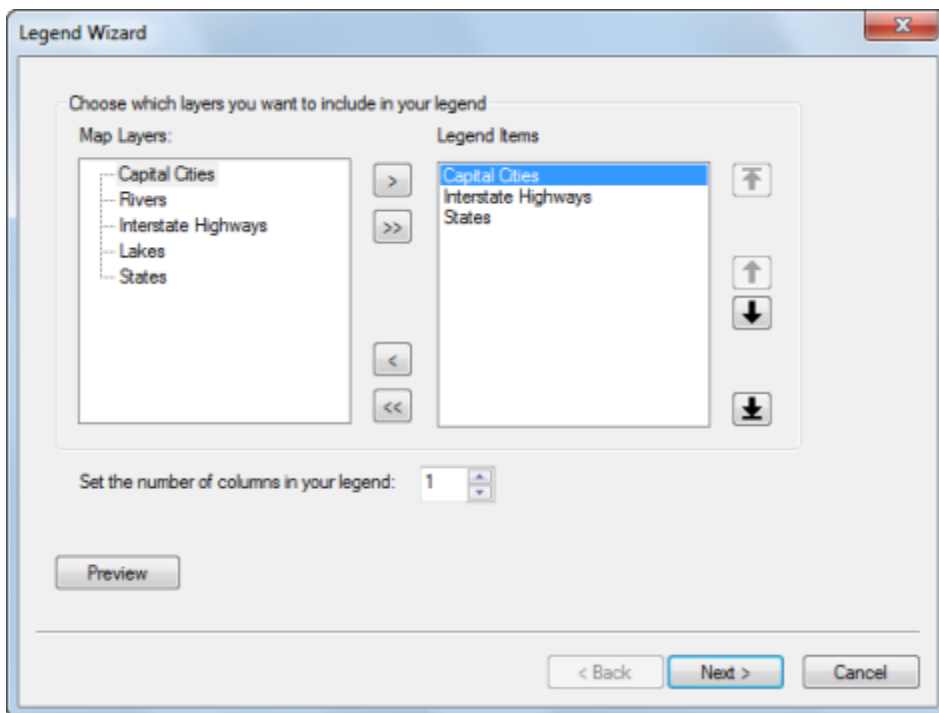 Legend Wizard
Choose which layers you want to include in your legend
Map Layers:
Capital Cities
Rivers
Interstate Highways
Lakes
States
>
>>
<
<<
Legend Items
Capital Cities
Interstate Highways
States
Set the number of columns in your legend: 1
Preview
< Back Next > Cancel